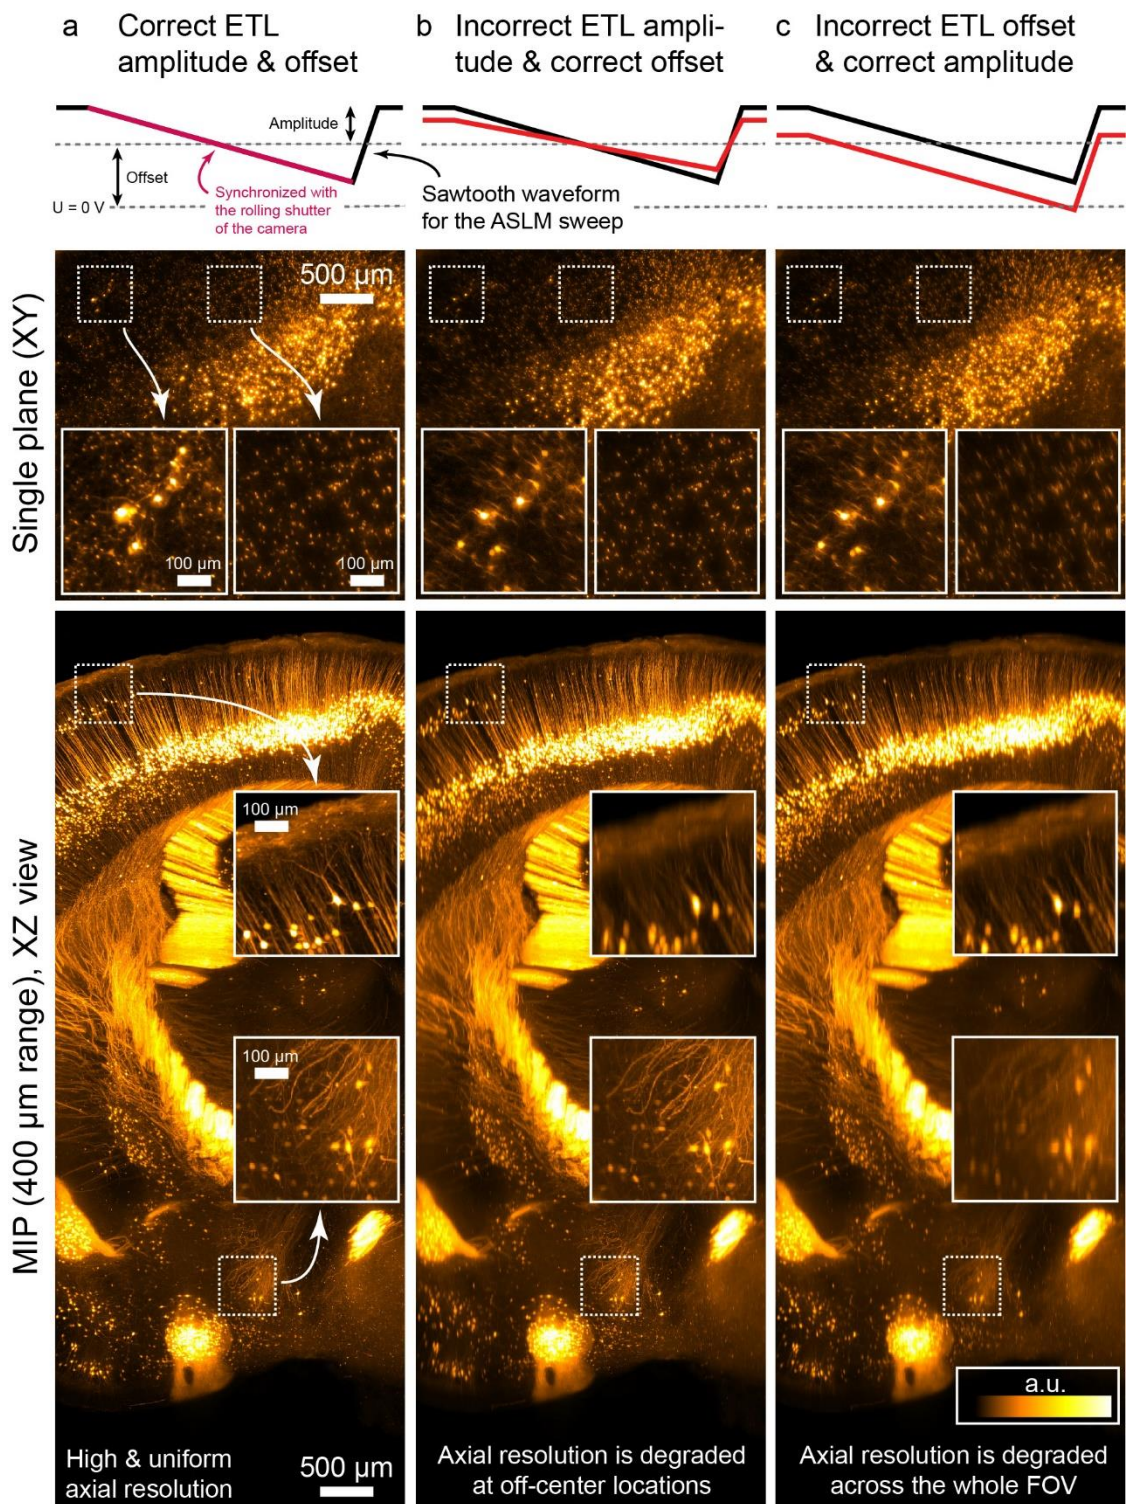 a Correct ETL
amplitude & offset
b Incorrect ETL ampli-
tude & correct offset
c Incorrect ETL offset
& correct amplitude
Amplitude
Offset
U = 0 V
Synchronized with
the rolling shutter
of the camera
Sawtooth waveform
for the ASLM sweep
Single plane (XY)
500 µm
100 µm
100 µm
MIP (400 µm range), XZ view
100 µm
100 µm
a.u.
High & uniform
axial resolution
500 µm
Axial resolution is degraded
at off-center locations
Axial resolution is degraded
across the whole FOV